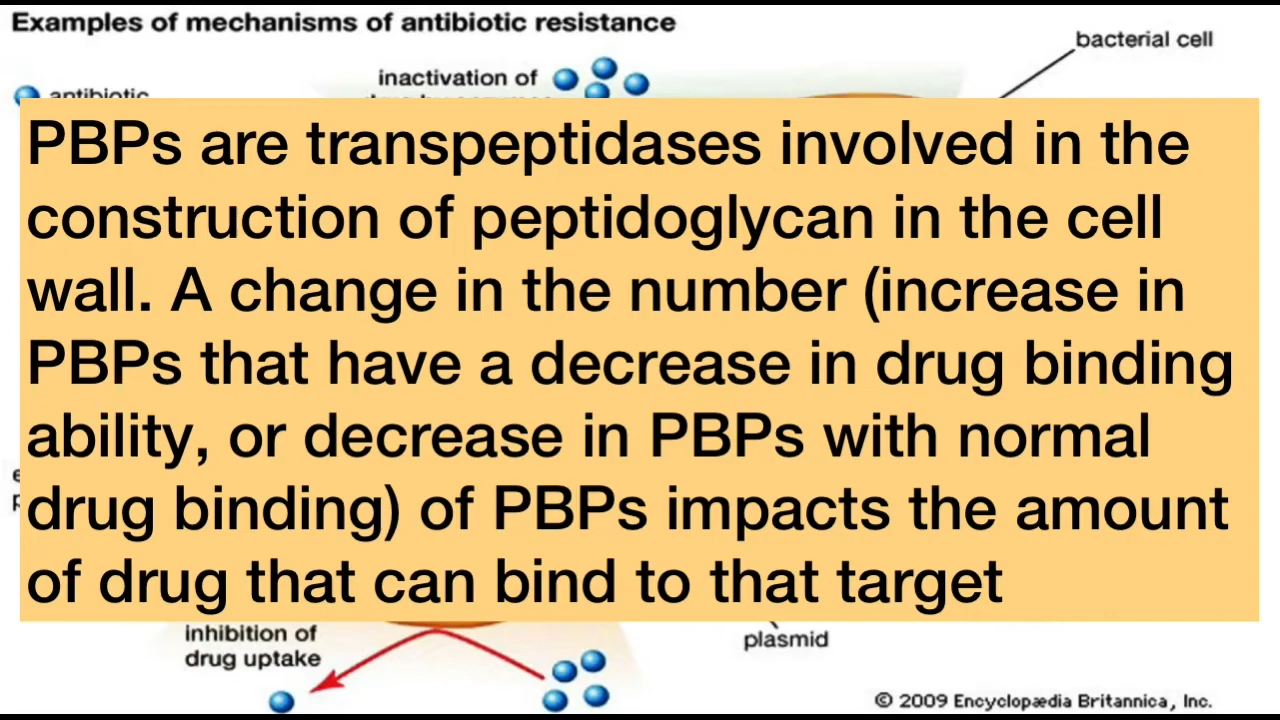 Examples of mechanisms of antibiotic resistance
bacterial cell
inactivation of
antibiotic
PBPs are transpeptidases involved in the
construction of peptidoglycan in the cell
wall. A change in the number (increase in
PBPs that have a decrease in drug binding
ability, or decrease in PBPs with normal
drug binding) of PBPs impacts the amount
of drug that can bind to that target
inhibition of
drug uptake
plasmid
© 2009 Encyclopædia Britannica, Inc.